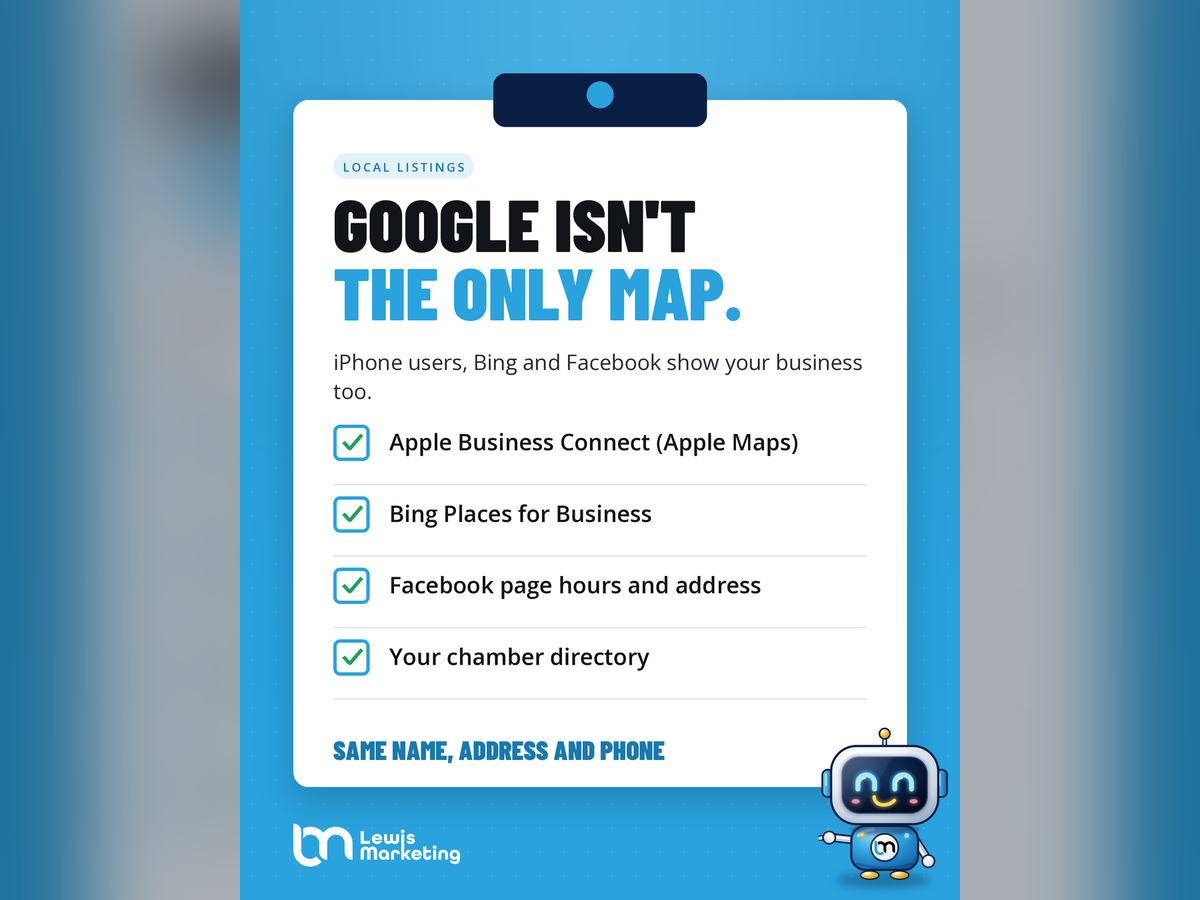 LOCAL LISTINGS
GOOGLE ISN'T
THE ONLY MAP.
iPhone users, Bing and Facebook show your business
too.
Apple Business Connect (Apple Maps)
Bing Places for Business
Facebook page hours and address
Your chamber directory
SAME NAME, ADDRESS AND PHONE
lm Lewis
Marketing
lm